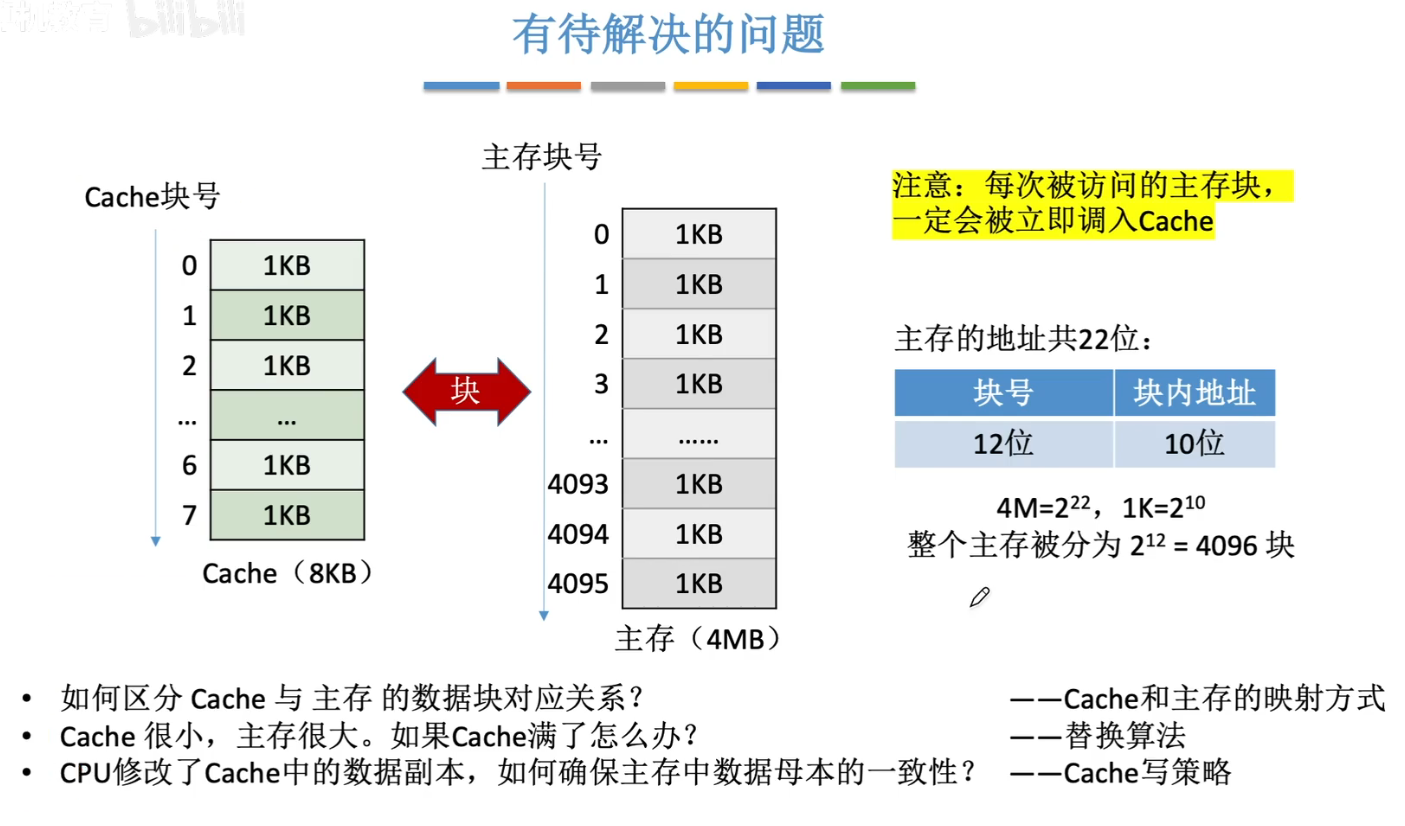 bilibili
有待解决的问题
Cache块号
0 1KB
1 1KB
2 1KB
... ...
6 1KB
7 1KB
Cache（8KB）
块
主存块号
0 1KB
1 1KB
2 1KB
3 1KB
... ……
4093 1KB
4094 1KB
4095 1KB
主存（4MB）
注意：每次被访问的主存块，
一定会被立即调入Cache
主存的地址共22位：
块号 块内地址
12位 10位
4M=2²²，1K=2¹⁰
整个主存被分为 2¹² = 4096 块
• 如何区分 Cache 与 主存 的数据块对应关系？ ——Cache和主存的映射方式
• Cache 很小，主存很大。如果Cache满了怎么办？ ——替换算法
• CPU修改了Cache中的数据副本，如何确保主存中数据母本的一致性？ ——Cache写策略